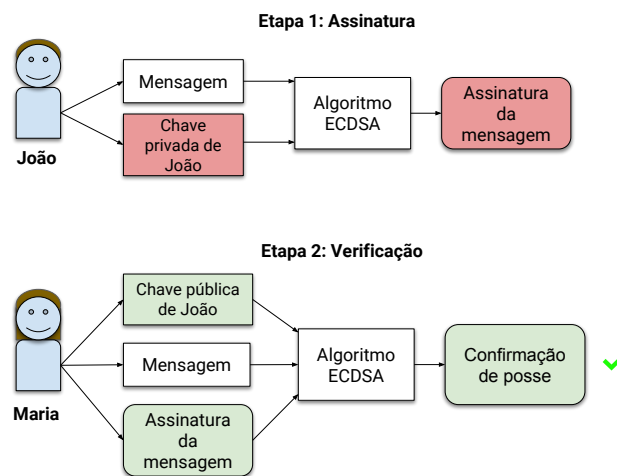 Etapa 1: Assinatura
Mensagem
Chave
privada de
João
Algoritmo
ECDSA
Assinatura
da
mensagem
João
Etapa 2: Verificação
Chave pública
de João
Mensagem
Assinatura
da
mensagem
Algoritmo
ECDSA
Confirmação
de posse
Maria